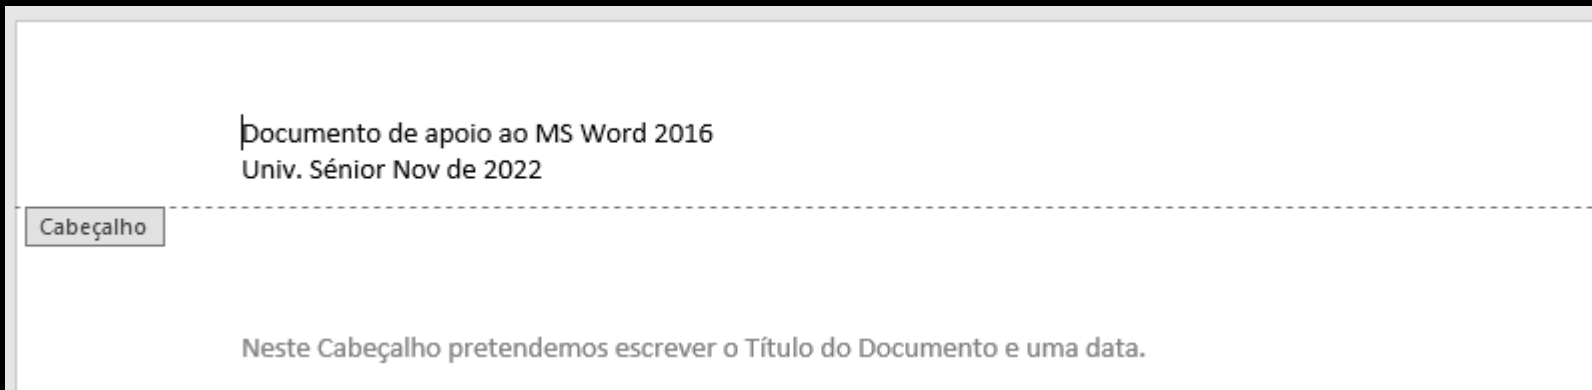 Documento de apoio ao MS Word 2016
Univ. Sénior Nov de 2022
Cabeçalho
Neste Cabeçalho pretendemos escrever o Título do Documento e uma data.